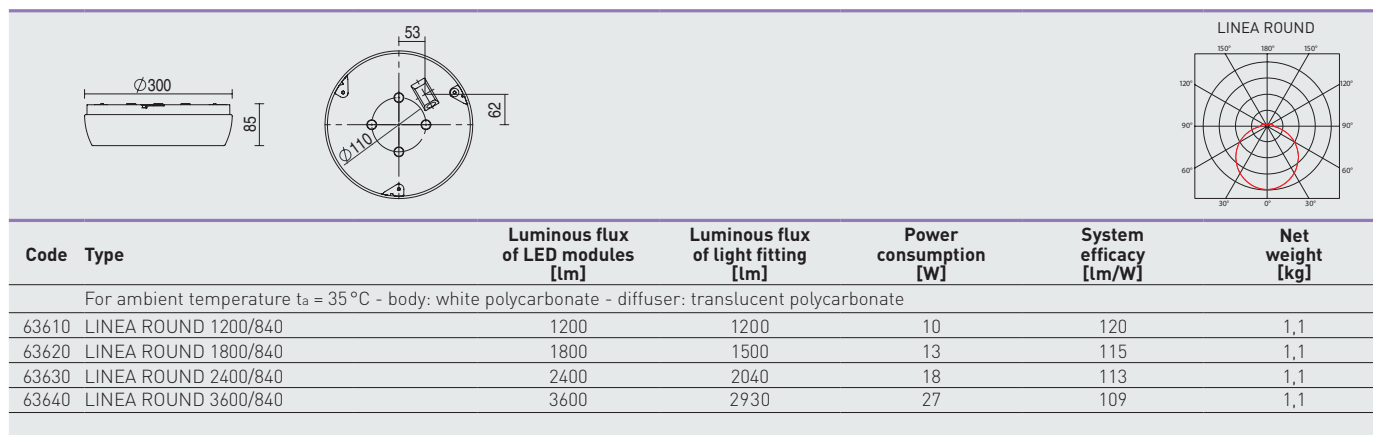 53
LINEA ROUND
150° 180° 150°
Ø300
120° 120°
85
62
90° 90°
Ø110
60° 60°
30° 0° 30°
Code Type Luminous flux of LED modules [lm] Luminous flux of light fitting [lm] Power consumption [W] System efficacy [lm/W] Net weight [kg]
For ambient temperature ta = 35 °C - body: white polycarbonate - diffuser: translucent polycarbonate
63610 LINEA ROUND 1200/840 1200 1200 10 120 1,1
63620 LINEA ROUND 1800/840 1800 1500 13 115 1,1
63630 LINEA ROUND 2400/840 2400 2040 18 113 1,1
63640 LINEA ROUND 3600/840 3600 2930 27 109 1,1